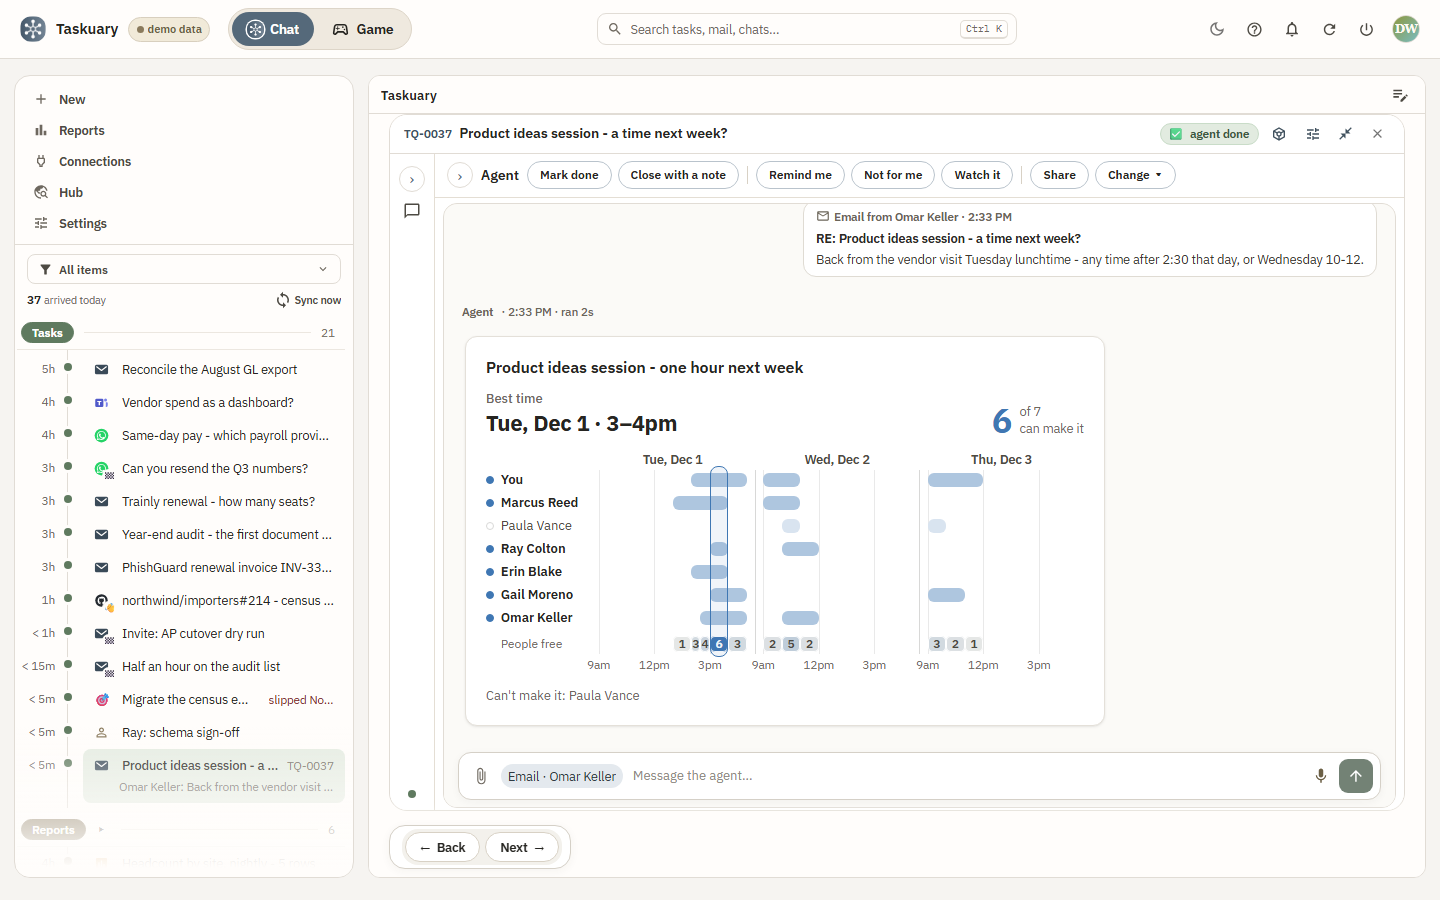 Taskuary
demo data
Chat
Game
Search tasks, mail, chats...
Ctrl K
DW
New
Reports
Connections
Hub
Settings
All items
37 arrived today
Sync now
Tasks
21
5h Reconcile the August GL export
4h Vendor spend as a dashboard?
4h Same-day pay - which payroll provi...
3h Can you resend the Q3 numbers?
3h Trainly renewal - how many seats?
3h Year-end audit - the first document ...
3h PhishGuard renewal invoice INV-33...
1h northwind/importers#214 - census ...
< 1h Invite: AP cutover dry run
< 15m Half an hour on the audit list
< 5m Migrate the census e... slipped No...
< 5m Ray: schema sign-off
< 5m Product ideas session - a ... TQ-0037
Omar Keller: Back from the vendor visit ...
Reports
6
Taskuary
TQ-0037 Product ideas session - a time next week?
agent done
Agent
Mark done
Close with a note
Remind me
Not for me
Watch it
Share
Change
Email from Omar Keller · 2:33 PM
RE: Product ideas session - a time next week?
Back from the vendor visit Tuesday lunchtime - any time after 2:30 that day, or Wednesday 10-12.
Agent · 2:33 PM · ran 2s
Product ideas session - one hour next week
Best time
Tue, Dec 1 · 3–4pm
6 of 7
can make it
Tue, Dec 1 Wed, Dec 2 Thu, Dec 3
You
Marcus Reed
Paula Vance
Ray Colton
Erin Blake
Gail Moreno
Omar Keller
People free 1 3 4 6 3 2 5 2 3 2 1
9am 12pm 3pm 9am 12pm 3pm 9am 12pm 3pm
Can't make it: Paula Vance
Email · Omar Keller
Message the agent...
← Back
Next →